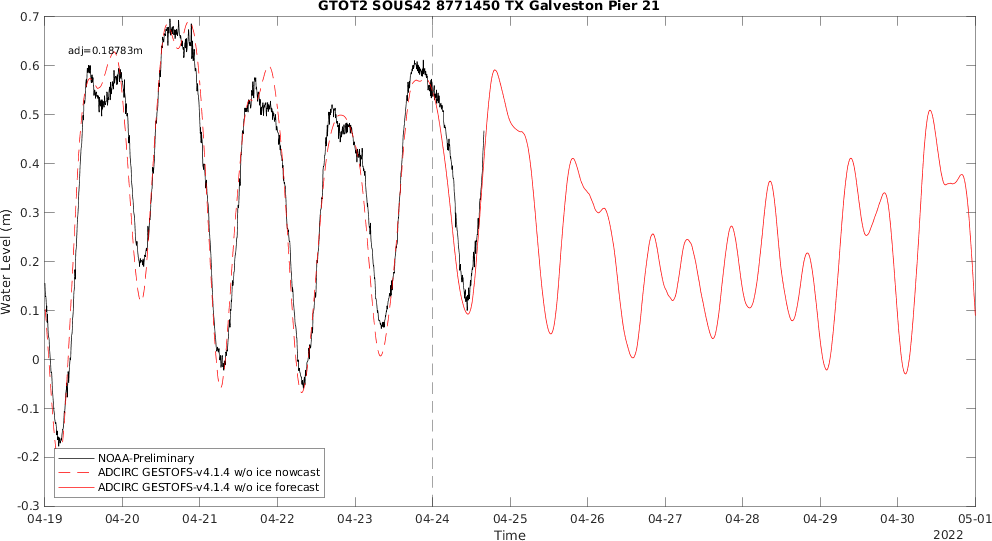 GTOT2 SOUS42 8771450 TX Galveston Pier 21
0.7
adj=0.18783m
0.6
0.5
0.4
0.3
0.2
0.1
0
-0.1
-0.2
-0.3
Water Level (m)
NOAA-Preliminary
ADCIRC GESTOFS-v4.1.4 w/o ice nowcast
ADCIRC GESTOFS-v4.1.4 w/o ice forecast
04-19 04-20 04-21 04-22 04-23 04-24 04-25 04-26 04-27 04-28 04-29 04-30 05-01
Time
2022